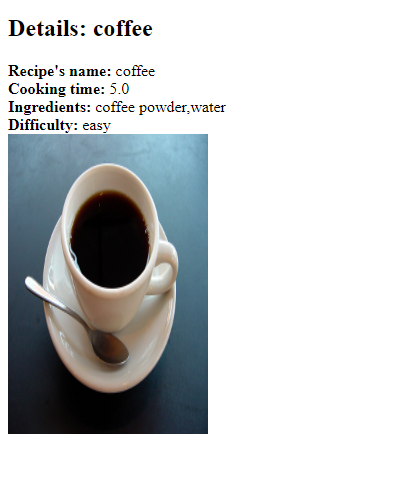 Details: coffee
Recipe's name: coffee
Cooking time: 5.0
Ingredients: coffee powder,water
Difficulty: easy